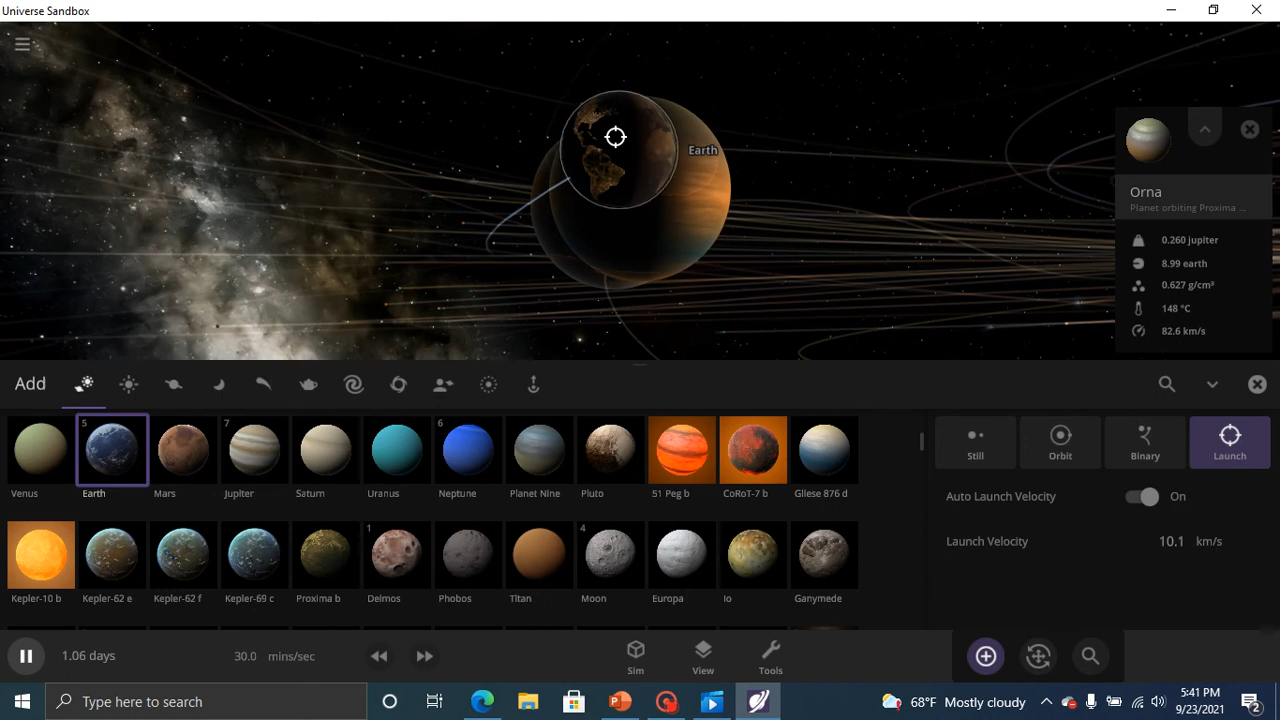 Universe Sandbox
Earth
Orna
Planet orbiting Proxima ...
0.260 jupiter
8.99 earth
0.627 g/cm³
148 °C
82.6 km/s
Add
5 7 6
Venus Earth Mars Jupiter Saturn Uranus Neptune Planet Nine Pluto 51 Peg b CoRoT-7 b Gliese 876 d
Still Orbit Binary Launch
Auto Launch Velocity On
Launch Velocity 10.1 km/s
1 4
Kepler-10 b Kepler-62 e Kepler-62 f Kepler-69 c Proxima b Deimos Phobos Titan Moon Europa Io Ganymede
1.06 days 30.0 mins/sec
Sim View Tools
Type here to search
68°F Mostly cloudy
5:41 PM
9/23/2021
2